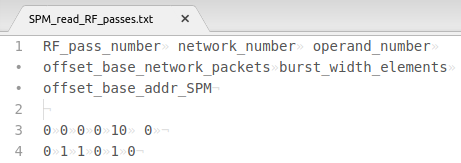 SPM_read_RF_passes.txt ×
1 RF_pass_number» network_number» operand_number»
• offset_base_network_packets»burst_width_elements»
• offset_base_addr_SPM¬
2 ¬
3 0»0»0»0»10» 0»¬
4 0»1»1»0»1»0¬